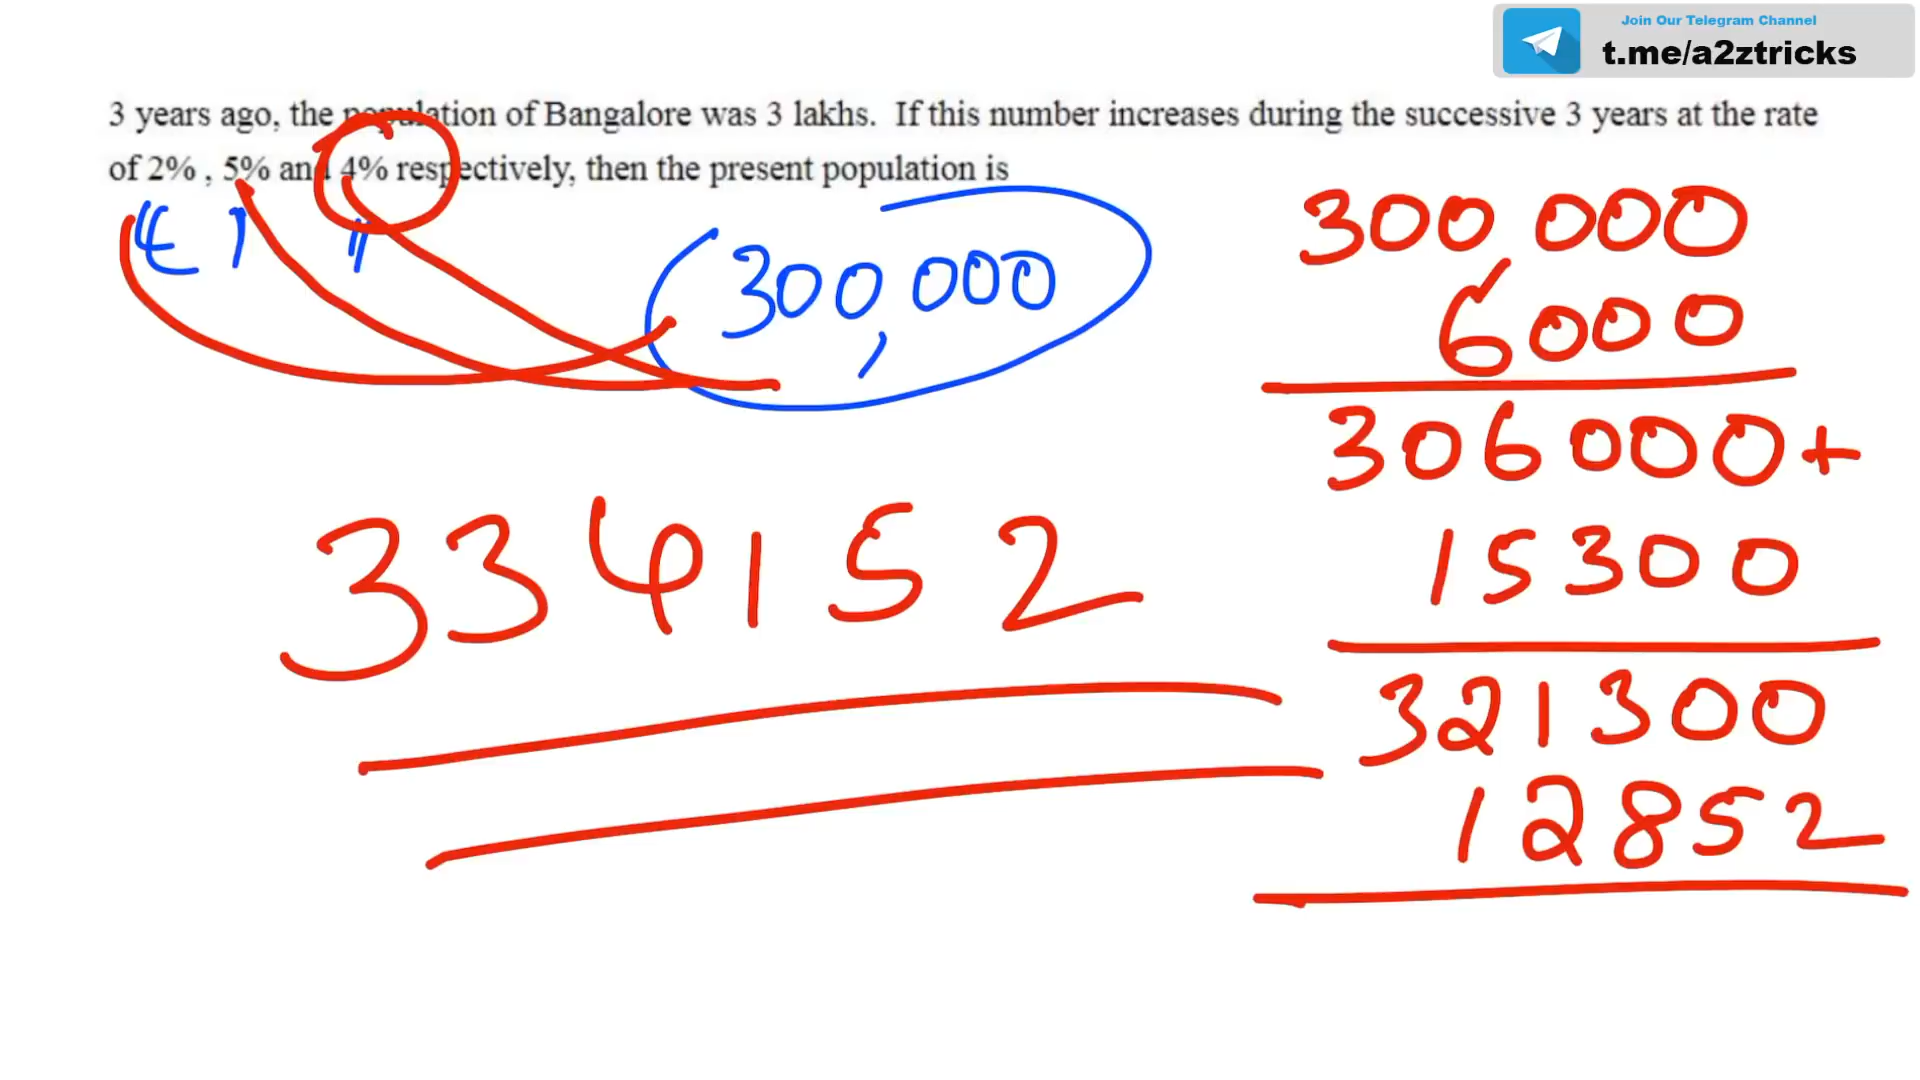 Join Our Telegram Channel
t.me/a2ztricks
3 years ago, the population of Bangalore was 3 lakhs. If this number increases during the successive 3 years at the rate
of 2% , 5% and 4% respectively, then the present population is
300,000
334152
300 000
6000
306000+
15300
321300
12852